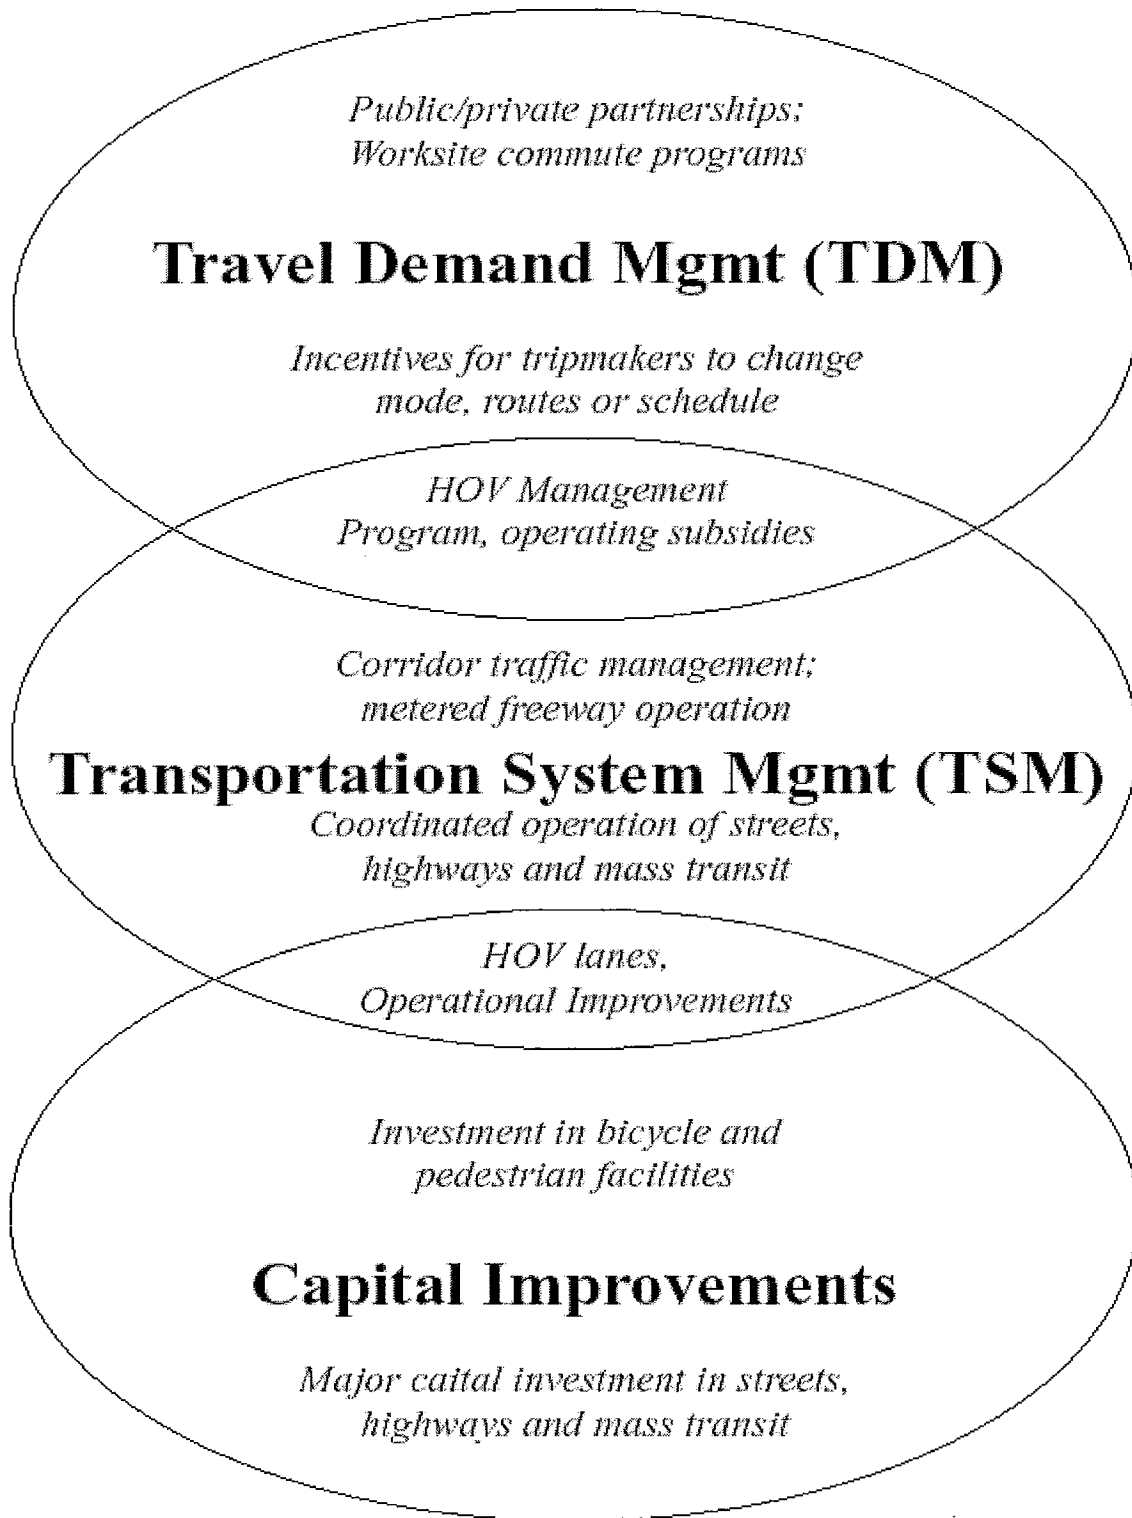 Public/private partnerships;
Worksite commute programs
Travel Demand Mgmt (TDM)
Incentives for tripmakers to change
mode, routes or schedule
HOV Management
Program, operating subsidies
Corridor traffic management;
metered freeway operation
Transportation System Mgmt (TSM)
Coordinated operation of streets,
highways and mass transit
HOV lanes,
Operational Improvements
Investment in bicycle and
pedestrian facilities
Capital Improvements
Major caital investment in streets,
highways and mass transit